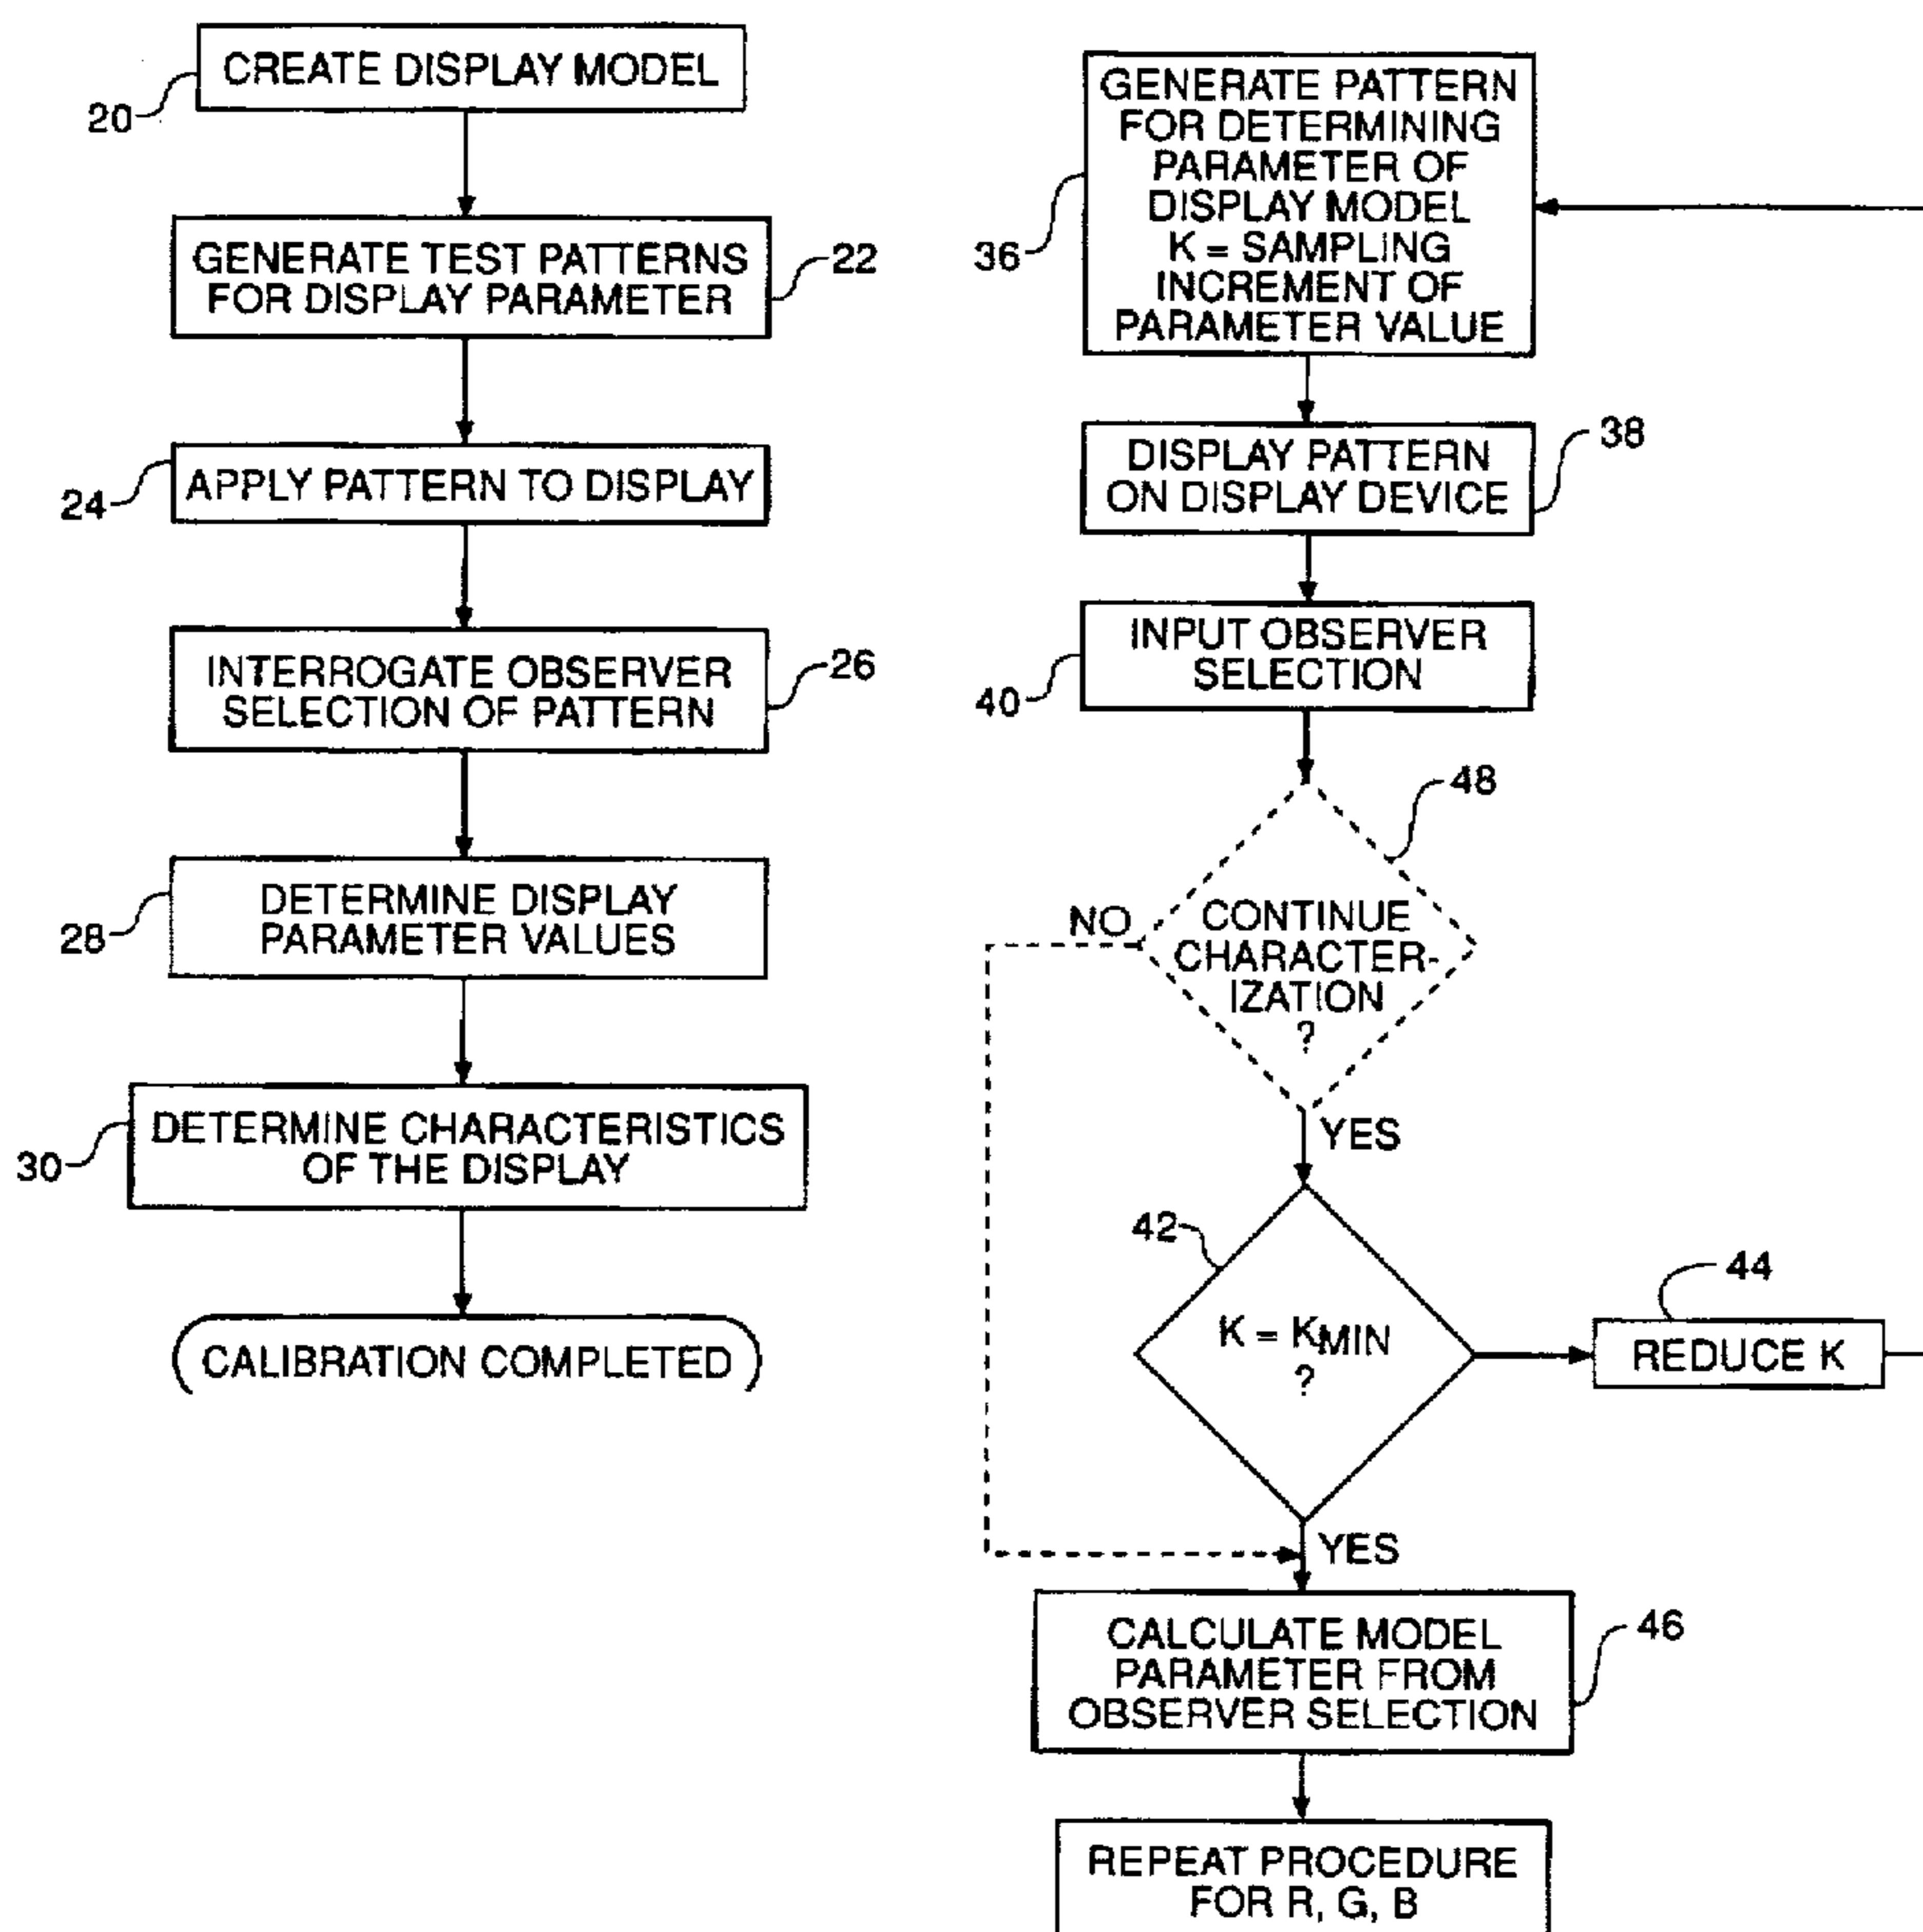 CREATE DISPLAY MODEL
20
GENERATE TEST PATTERNS
FOR DISPLAY PARAMETER
22
APPLY PATTERN TO DISPLAY
24
INTERROGATE OBSERVER
SELECTION OF PATTERN
26
DETERMINE DISPLAY
PARAMETER VALUES
28
DETERMINE CHARACTERISTICS
OF THE DISPLAY
30
CALIBRATION COMPLETED
GENERATE PATTERN
FOR DETERMINING
PARAMETER OF
DISPLAY MODEL
K = SAMPLING
INCREMENT OF
PARAMETER VALUE
36
DISPLAY PATTERN
ON DISPLAY DEVICE
38
INPUT OBSERVER
SELECTION
40
48
NO
CONTINUE
CHARACTER-
IZATION
?
YES
42
K = KMIN
?
44
REDUCE K
YES
CALCULATE MODEL
PARAMETER FROM
OBSERVER SELECTION
46
REPEAT PROCEDURE
FOR R, G, B